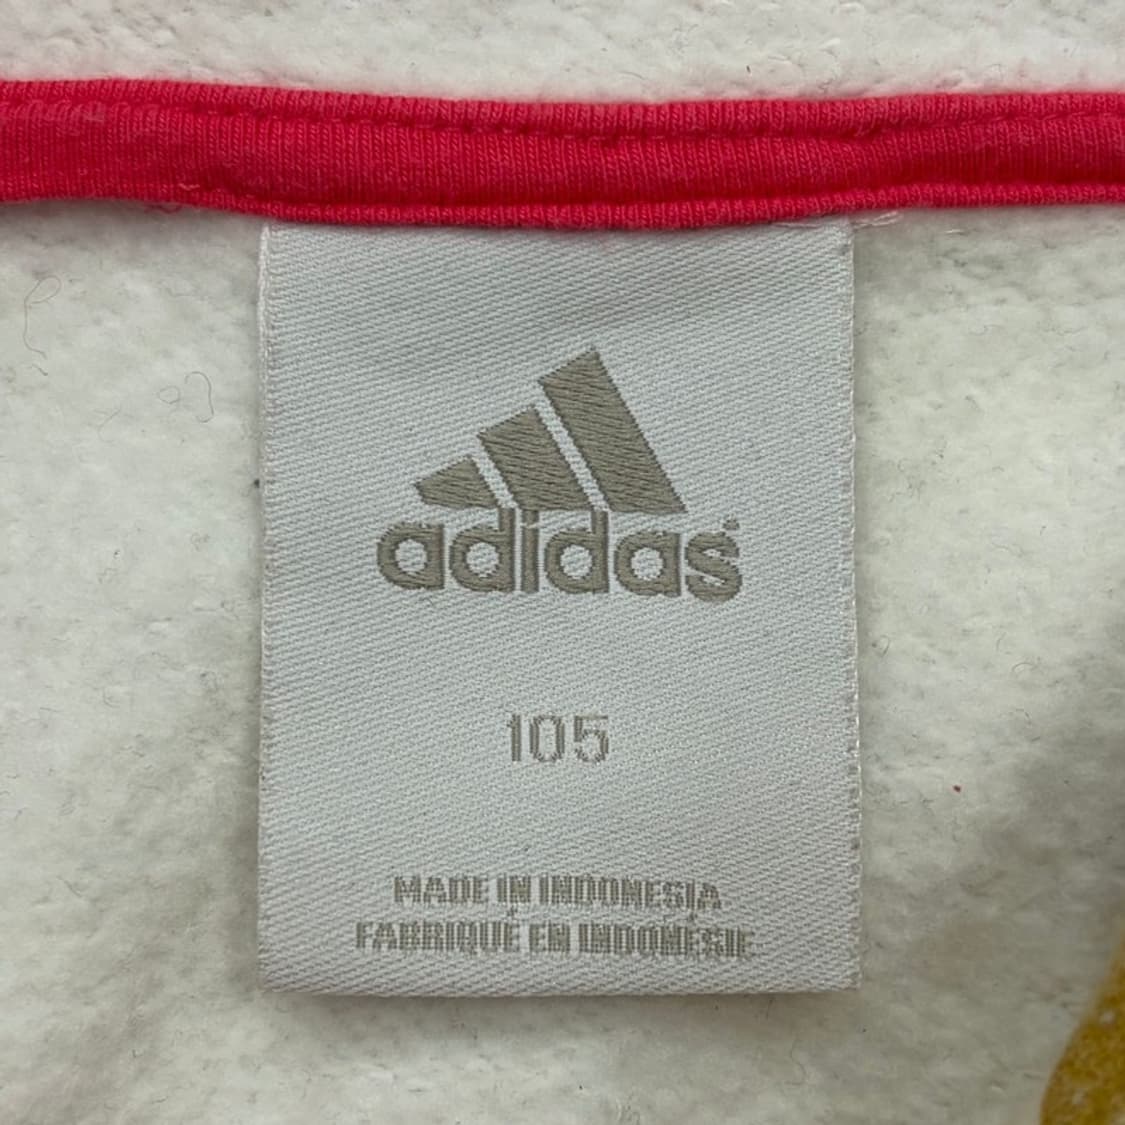 adidas®
105
MADE IN INDONESIA
FABRIQUÉ EN INDONÉSIE